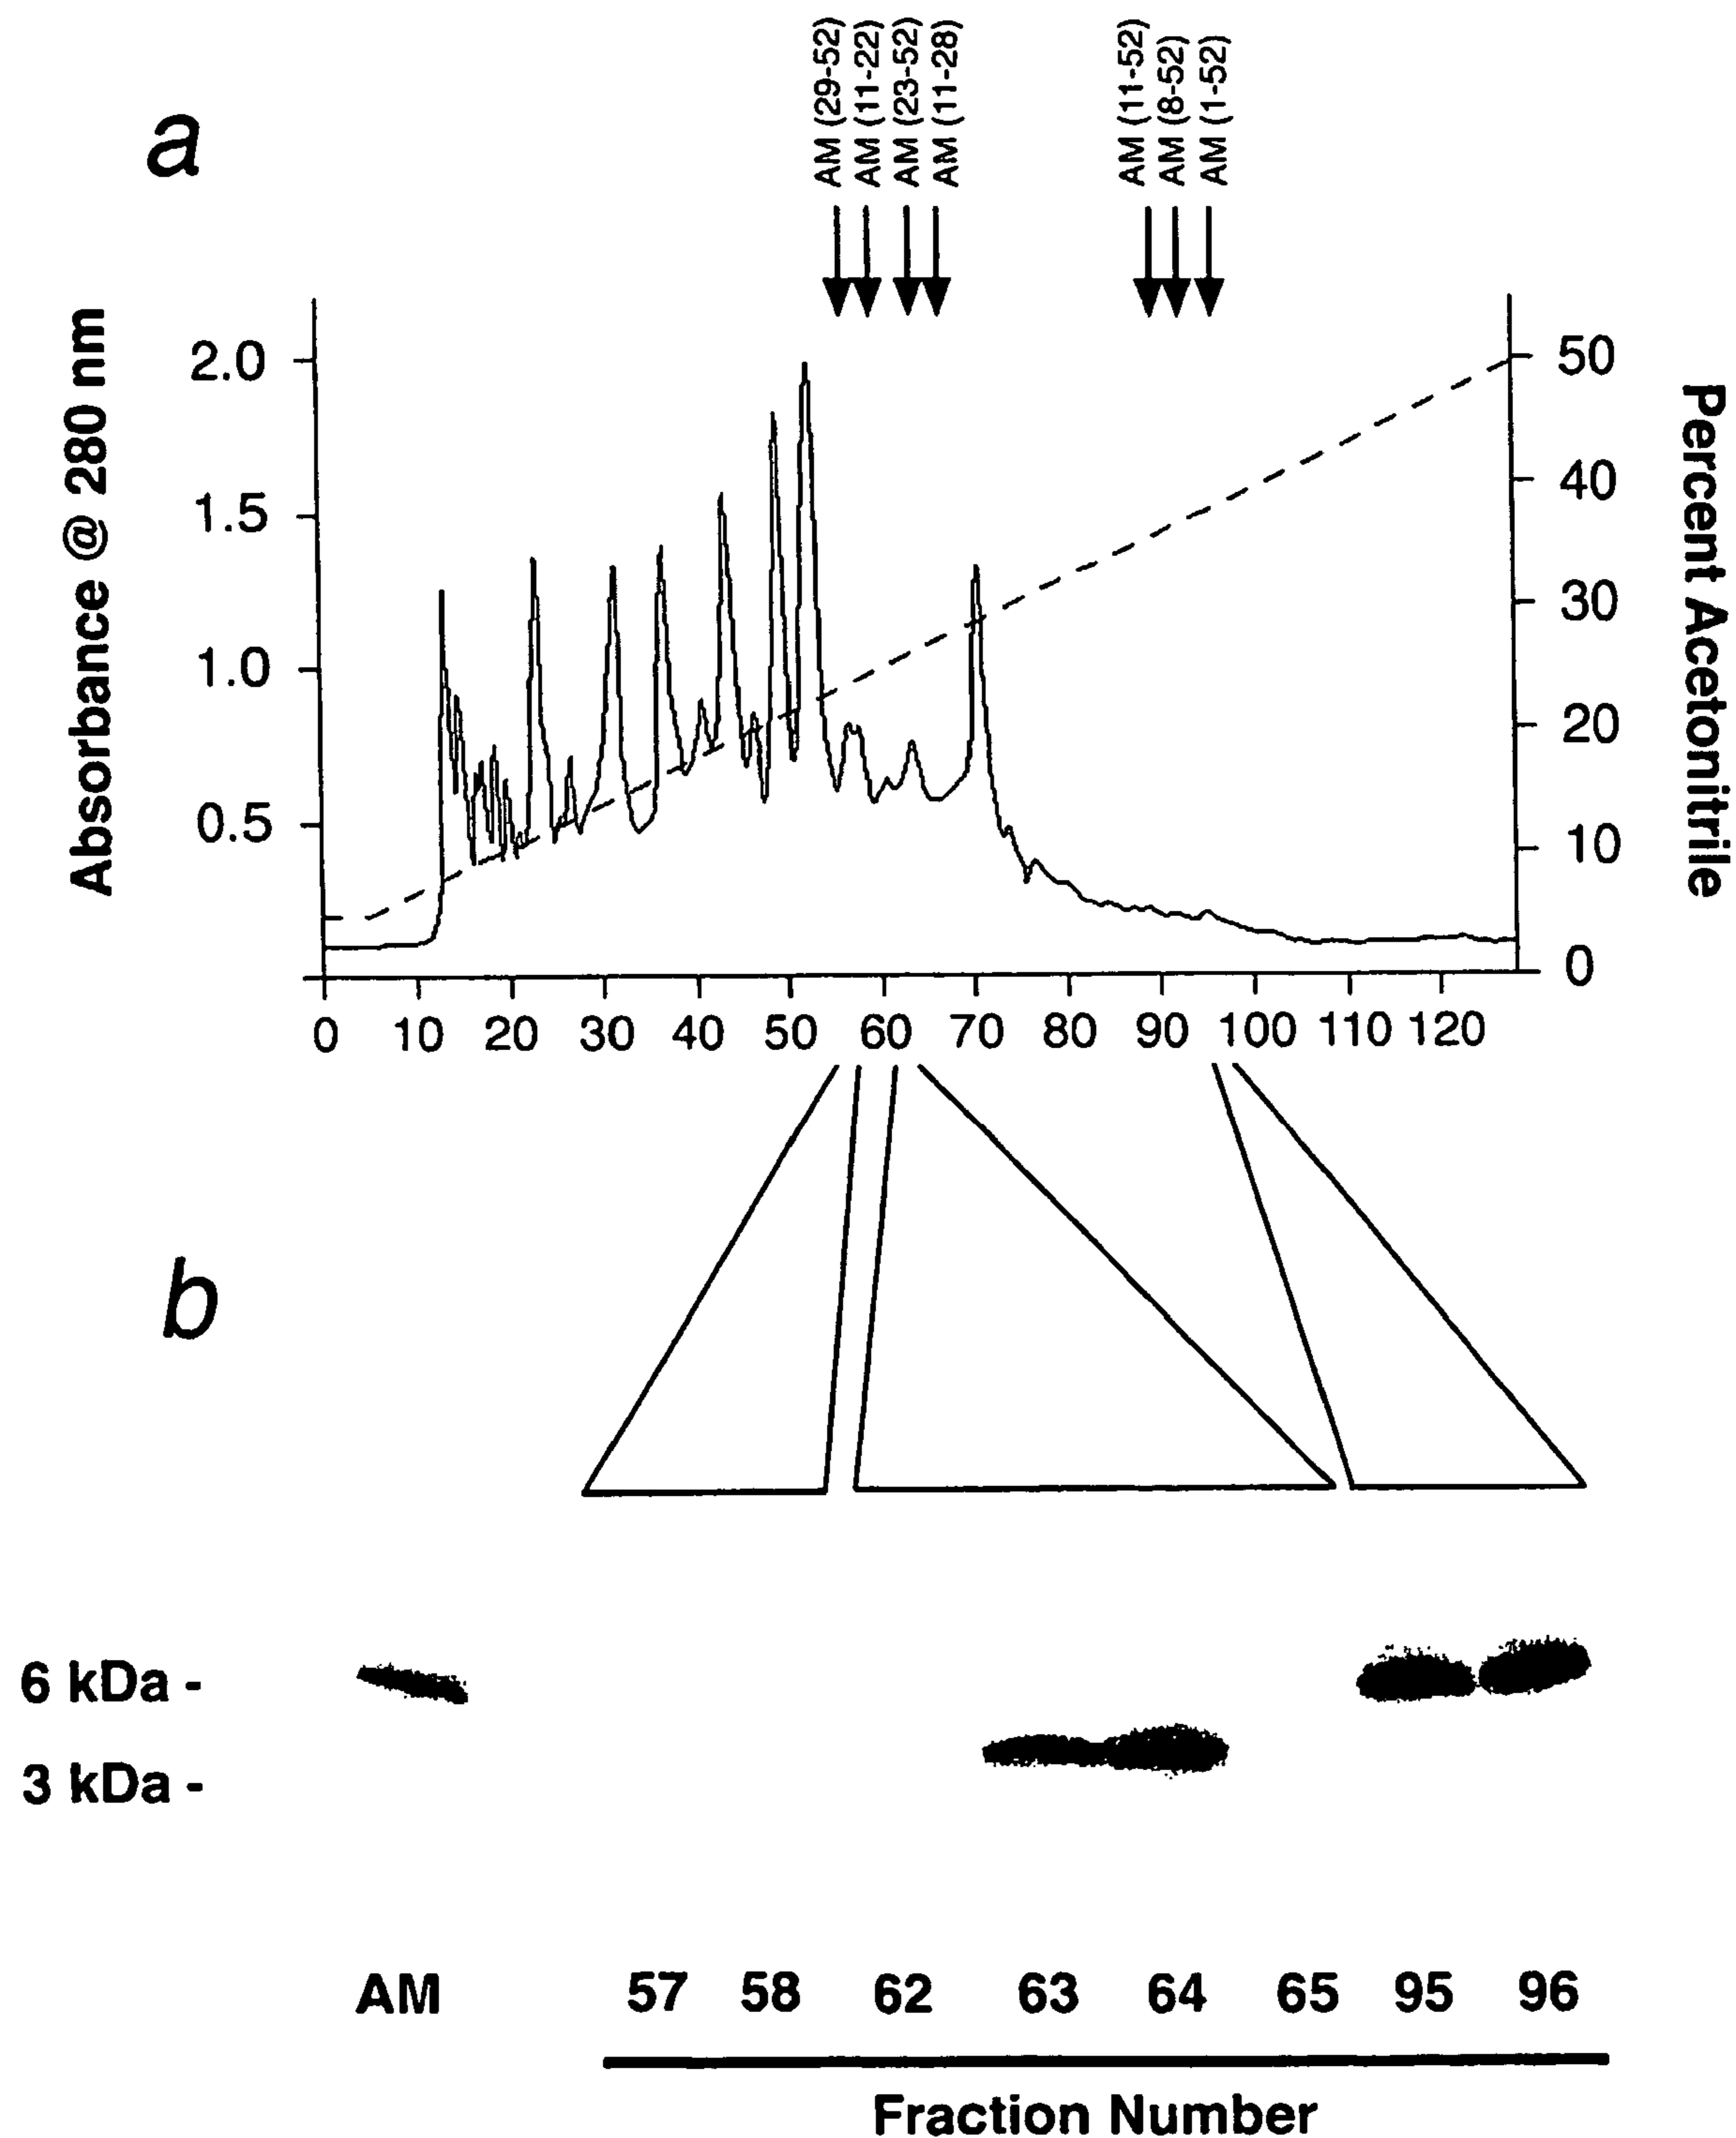 a
AM (29-52)
AM (11-22)
AM (23-52)
AM (11-28)
AM (11-52)
AM (8-52)
AM (1-52)
Absorbance @ 280 nm
2.0
1.5
1.0
0.5
50
40
30
20
10
0
Percent Acetonitrile
0 10 20 30 40 50 60 70 80 90 100 110 120
b
6 kDa -
3 kDa -
AM 57 58 62 63 64 65 95 96
Fraction Number